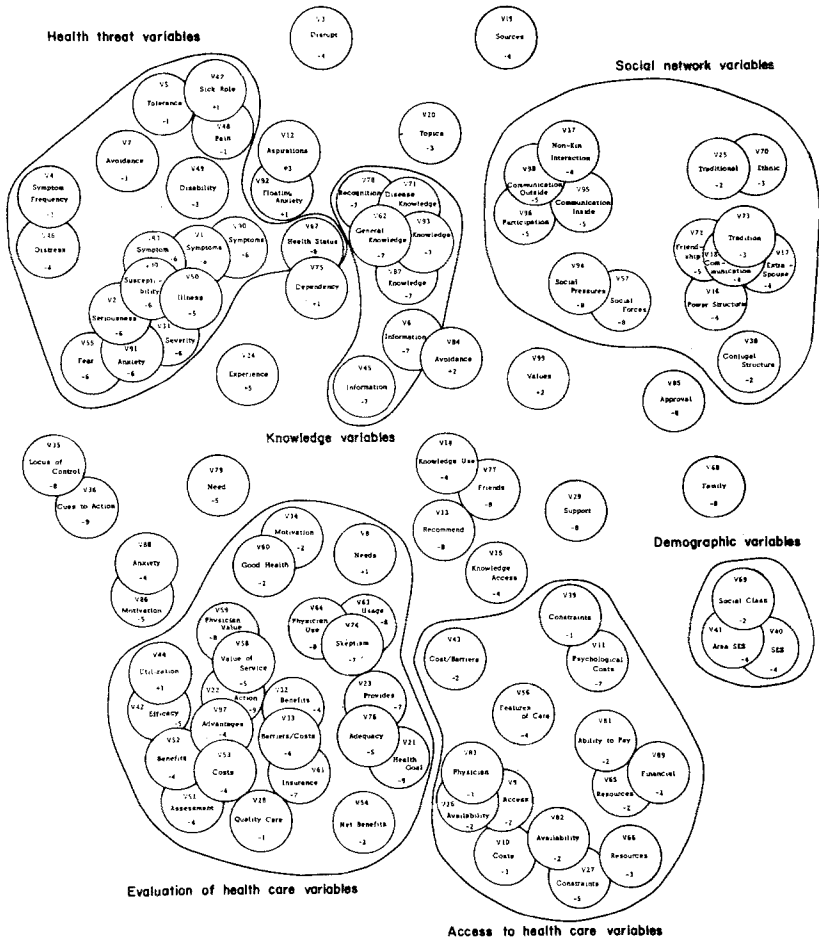 Health threat variables
V3
Disrupt
-4
V19
Sources
-4
Social network variables
V5
Tolerance
-1
V47
Sick Role
+1
V48
Pain
-1
V7
Avoidance
V49
Disability
V4
Symptom
Frequency
V46
Distress
-4
V12
Aspirations
+3
V92
Floating
Anxiety
+1
V20
Topics
-3
V78
Recognition
-7
V71
Disease
Knowledge
V62
General
Knowledge
-7
V93
Knowledge
V87
Knowledge
-7
V67
Health Status
-8
V75
Dependency
+1
V90
Symptoms
-6
V1
Symptoms
-6
Symptom
Suscepti-
bility
-6
V50
Illness
-5
V2
Seriousness
-6
V31
Severity
-6
V55
Fear
-6
V91
Anxiety
-6
Experience
+5
V6
Information
-7
V84
Avoidance
+2
V45
Information
-7
Knowledge variables
V37
Non-Kin
Interaction
-4
V98
Communication
Outside
-5
V95
Communication
Inside
-5
V96
Participation
-5
V25
Traditional
-2
V70
Ethnic
-3
V73
Tradition
-3
V72
Friend-
ship
-5
Com-
munication
-4
V17
Extra-
Spouse
-4
V16
Power Structure
-4
V94
Social
Pressures
-8
V57
Social
Forces
-8
V38
Conjugal
Structure
-2
V99
Values
+2
V85
Approval
-8
V35
Locus of
Control
-8
V36
Cues to Action
-9
V79
Need
-5
V18
Knowledge Use
-4
V77
Friends
-8
V13
Recommend
-8
V15
Knowledge
Access
-4
V29
Support
-8
V68
Family
-8
V88
Anxiety
-4
V86
Motivation
-5
Demographic variables
V69
Social Class
-2
V41
Area SES
-4
V40
SES
-4
V14
Motivation
-2
V80
Good Health
-2
V8
Needs
+1
V59
Physician
Value
-8
V64
Physician
Use
-8
V63
Usage
-8
V74
Skeptism
V58
Value of
Service
-5
V44
Utilization
+1
V42
Efficacy
-5
V22
Action
-9
V32
Benefits
-4
V97
Advantages
-4
V33
Barriers/Costs
-4
V23
Provides
-7
V76
Adequacy
-5
V21
Health
Goal
-9
V52
Benefits
-4
V53
Costs
-4
V61
Insurance
-7
V51
Assessment
-4
V28
Quality Care
-1
V54
Net Benefits
V39
Constraints
-1
V11
Psychological
Costs
-7
V43
Cost/Barriers
-2
V56
Features
of Care
-4
V81
Ability to Pay
-2
V89
Financial
V65
Resources
-2
V83
Physician
V26
Availability
-2
V9
Access
-2
V10
Costs
V82
Availability
-2
V27
Constraints
-5
V66
Resources
-3
Evaluation of health care variables
Access to health care variables